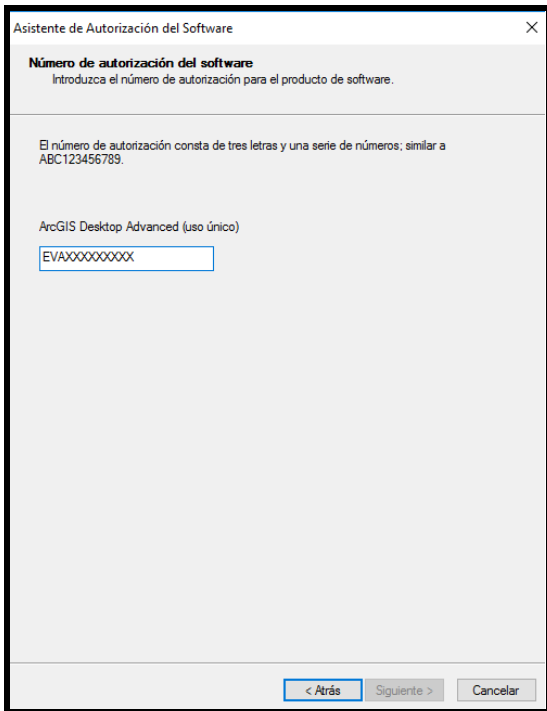 Asistente de Autorización del Software
Número de autorización del software
Introduzca el número de autorización para el producto de software.
El número de autorización consta de tres letras y una serie de números; similar a
ABC123456789.
ArcGIS Desktop Advanced (uso único)
EVAXXXXXXXXX
< Atrás Siguiente > Cancelar